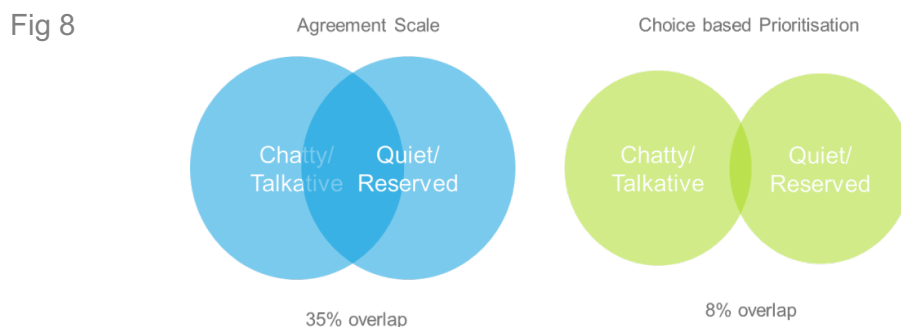 Fig 8
Agreement Scale
Choice based Prioritisation
Chatty/
Talkative
Quiet/
Reserved
Chatty/
Talkative
Quiet/
Reserved
35% overlap
8% overlap